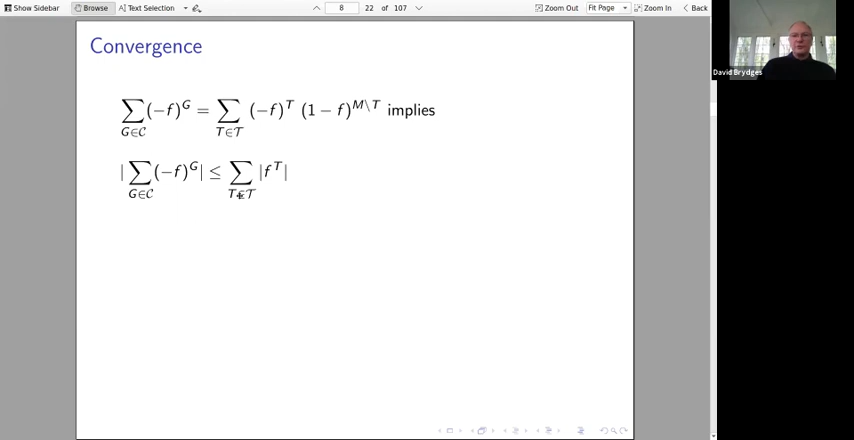 Show Sidebar Browse Text Selection 8 22 of 107 Zoom Out Fit Page Zoom In Back
David Brydges
Convergence
∑_{G∈𝒞} (−f)^G = ∑_{T∈𝒯} (−f)^T (1 − f)^{M\T} implies
|∑_{G∈𝒞} (−f)^G| ≤ ∑_{T∈𝒯} |f^T|